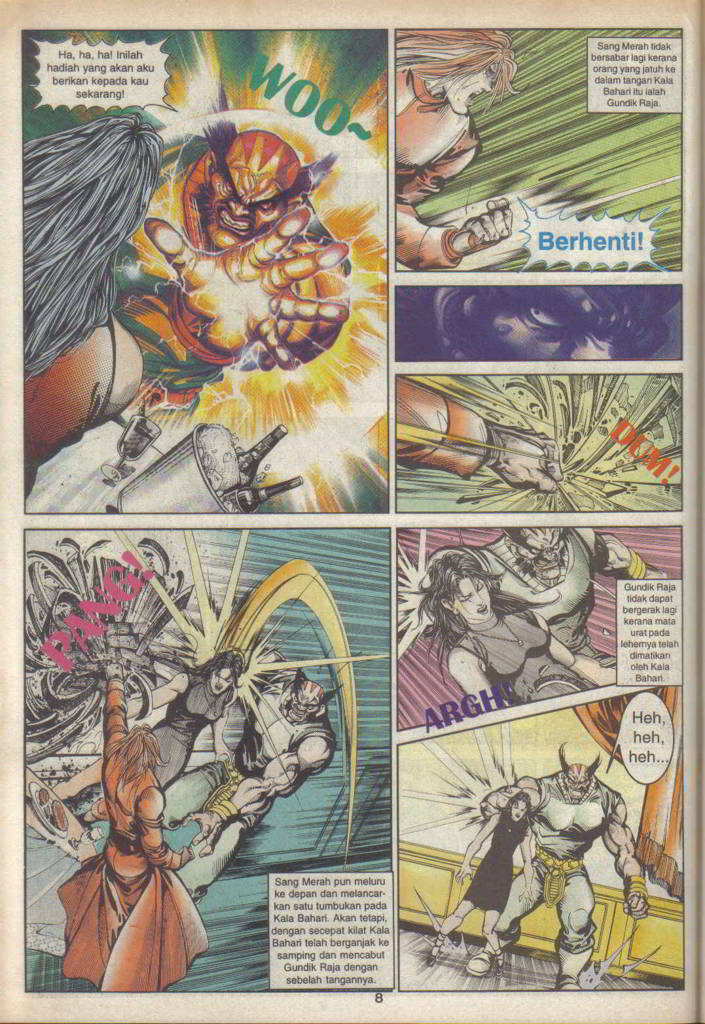 Ha, ha, ha! Inilah
hadiah yang akan aku
berikan kepada kau
sekarang!
WOO~
Sang Merah tidak
bersabar lagi kerana
orang yang jatuh ke
dalam tangan Kala
Bahari itu ialah
Gundik Raja.
Berhenti!
DUM!
PANG!
Sang Merah pun meluru
ke depan dan melancar-
kan satu tumbukan pada
Kala Bahari. Akan tetapi,
dengan secepat kilat Kala
Bahari telah berganjak ke
samping dan mencabut
Gundik Raja dengan
sebelah tangannya.
Gundik Raja
tidak dapat
bergerak lagi
kerana mata
urat pada
lehernya telah
dimatikan
oleh Kala
Bahari.
ARGH!
Heh,
heh,
heh...
8